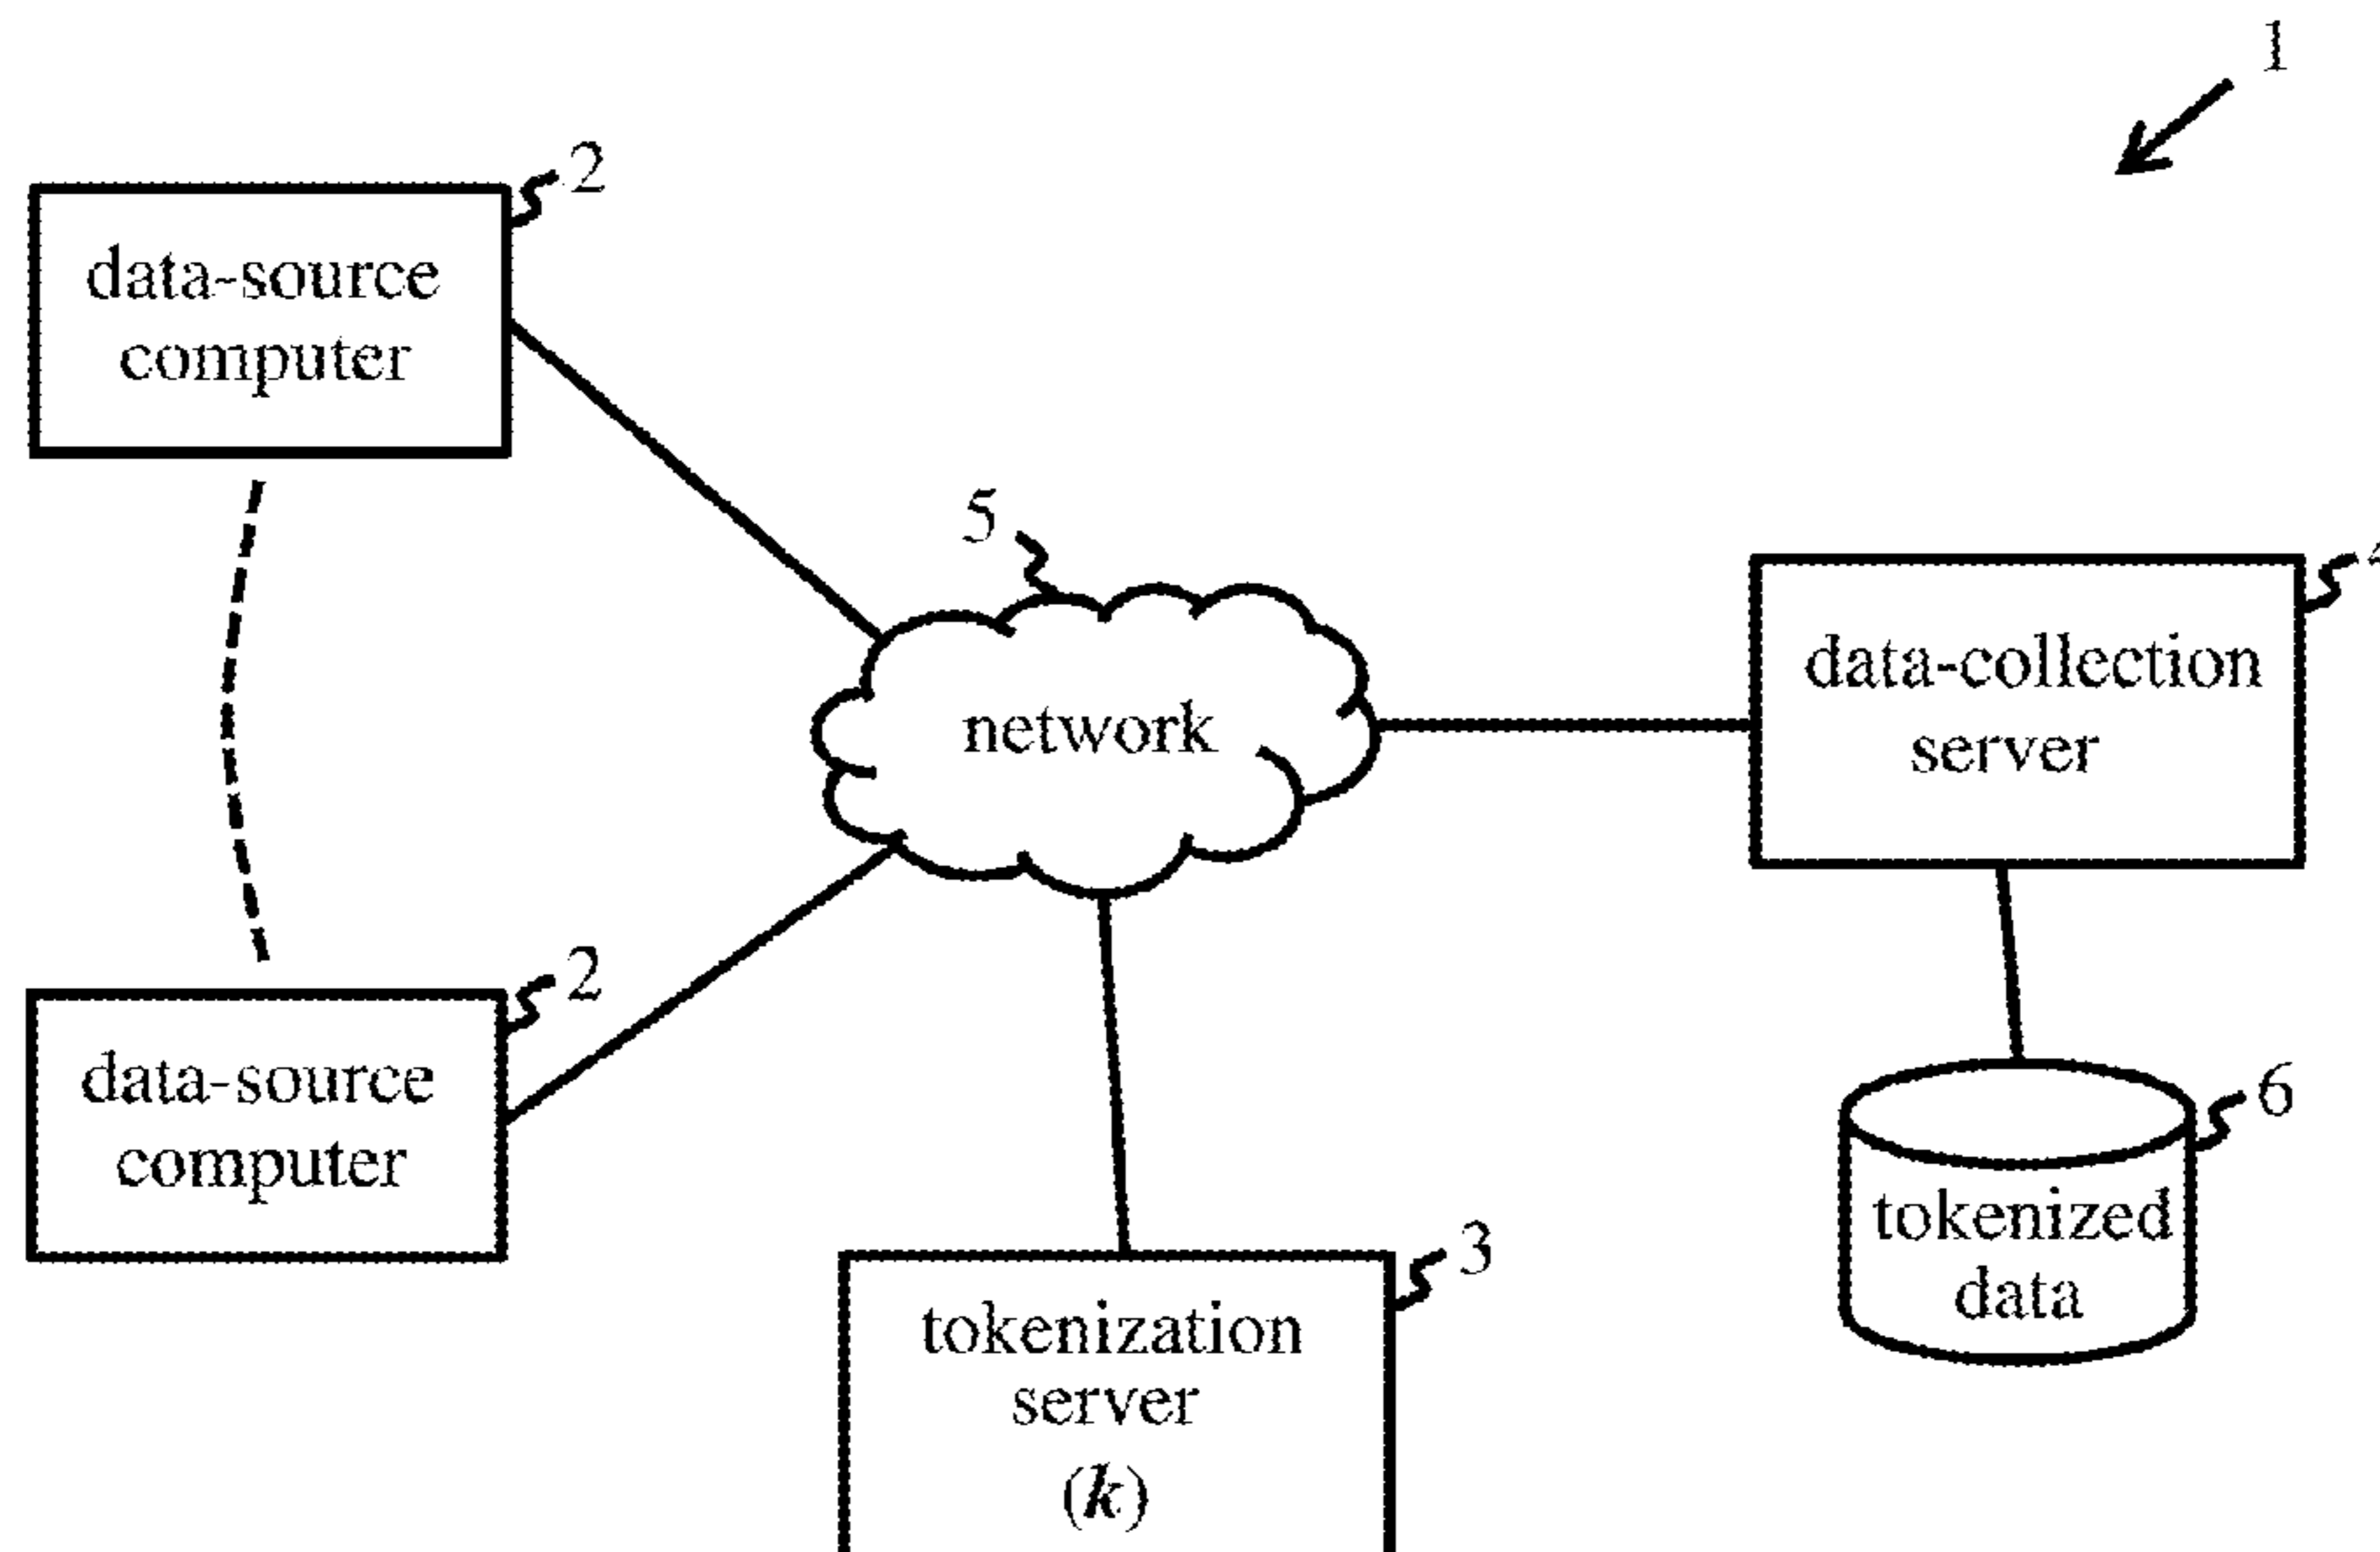 1
2
data-source
computer
5
network
data-collection
server
2
data-source
computer
6
tokenized
data
3
tokenization
server
(k)